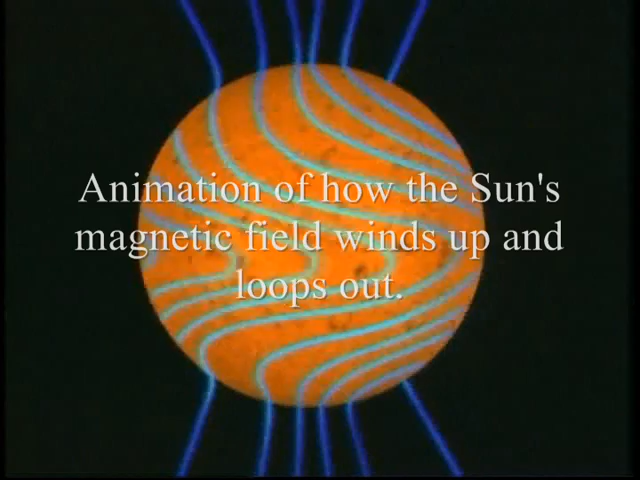 Animation of how the Sun's
magnetic field winds up and
loops out.